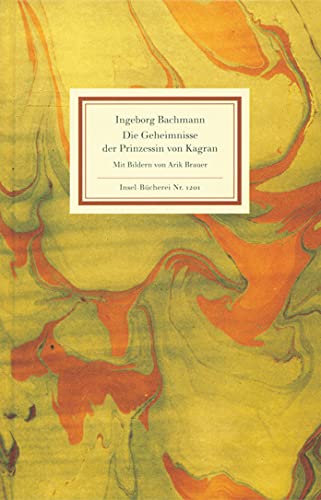 Ingeborg Bachmann
Die Geheimnisse
der Prinzessin von Kagran
Mit Bildern von Arik Brauer
Insel-Bücherei Nr. 1201